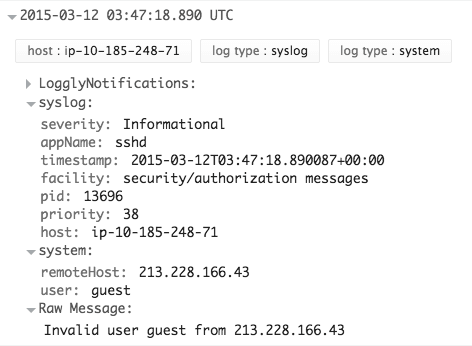 2015-03-12 03:47:18.890 UTC
host : ip-10-185-248-71 log type : syslog log type : system
LogglyNotifications:
syslog:
severity: Informational
appName: sshd
timestamp: 2015-03-12T03:47:18.890087+00:00
facility: security/authorization messages
pid: 13696
priority: 38
host: ip-10-185-248-71
system:
remoteHost: 213.228.166.43
user: guest
Raw Message:
Invalid user guest from 213.228.166.43